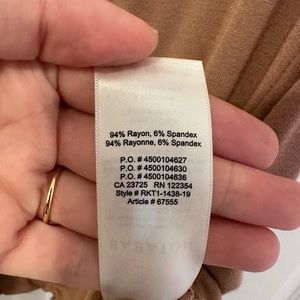 94% Rayon, 6% Spandex
94% Rayonne, 6% Spandex
P.O. # 4500104627
P.O. # 4500104630
P.O. # 4500104636
CA 23725 RN 122354
Style # RKT1-1438-19
Article # 67555